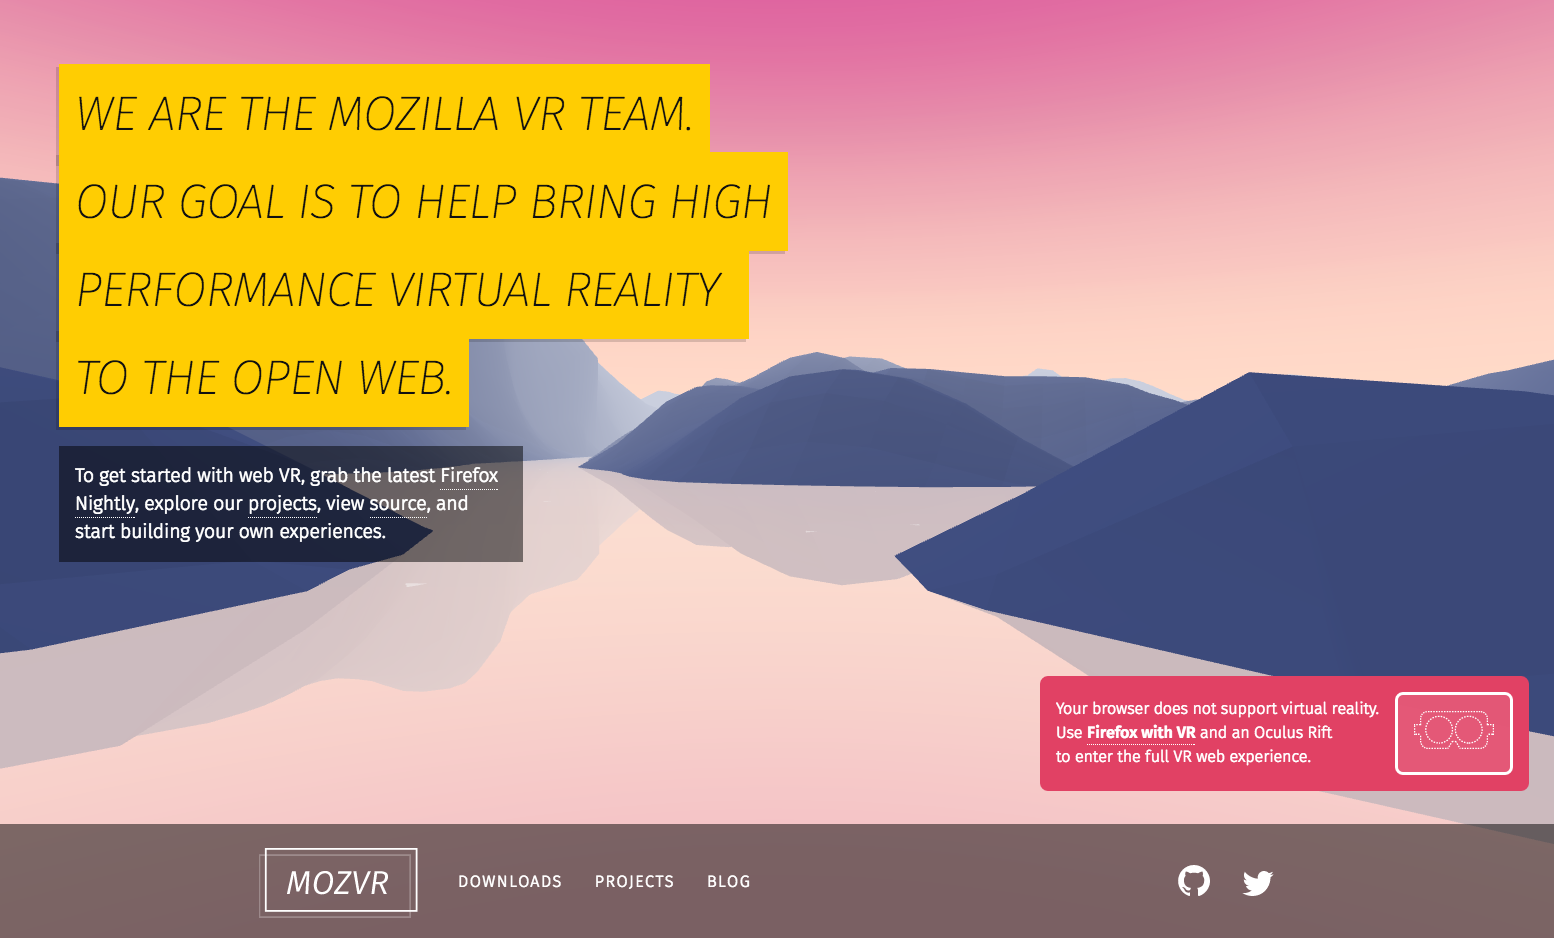 WE ARE THE MOZILLA VR TEAM.
OUR GOAL IS TO HELP BRING HIGH
PERFORMANCE VIRTUAL REALITY
TO THE OPEN WEB.
To get started with web VR, grab the latest Firefox
Nightly, explore our projects, view source, and
start building your own experiences.
Your browser does not support virtual reality.
Use Firefox with VR and an Oculus Rift
to enter the full VR web experience.
MOZVR
DOWNLOADS PROJECTS BLOG